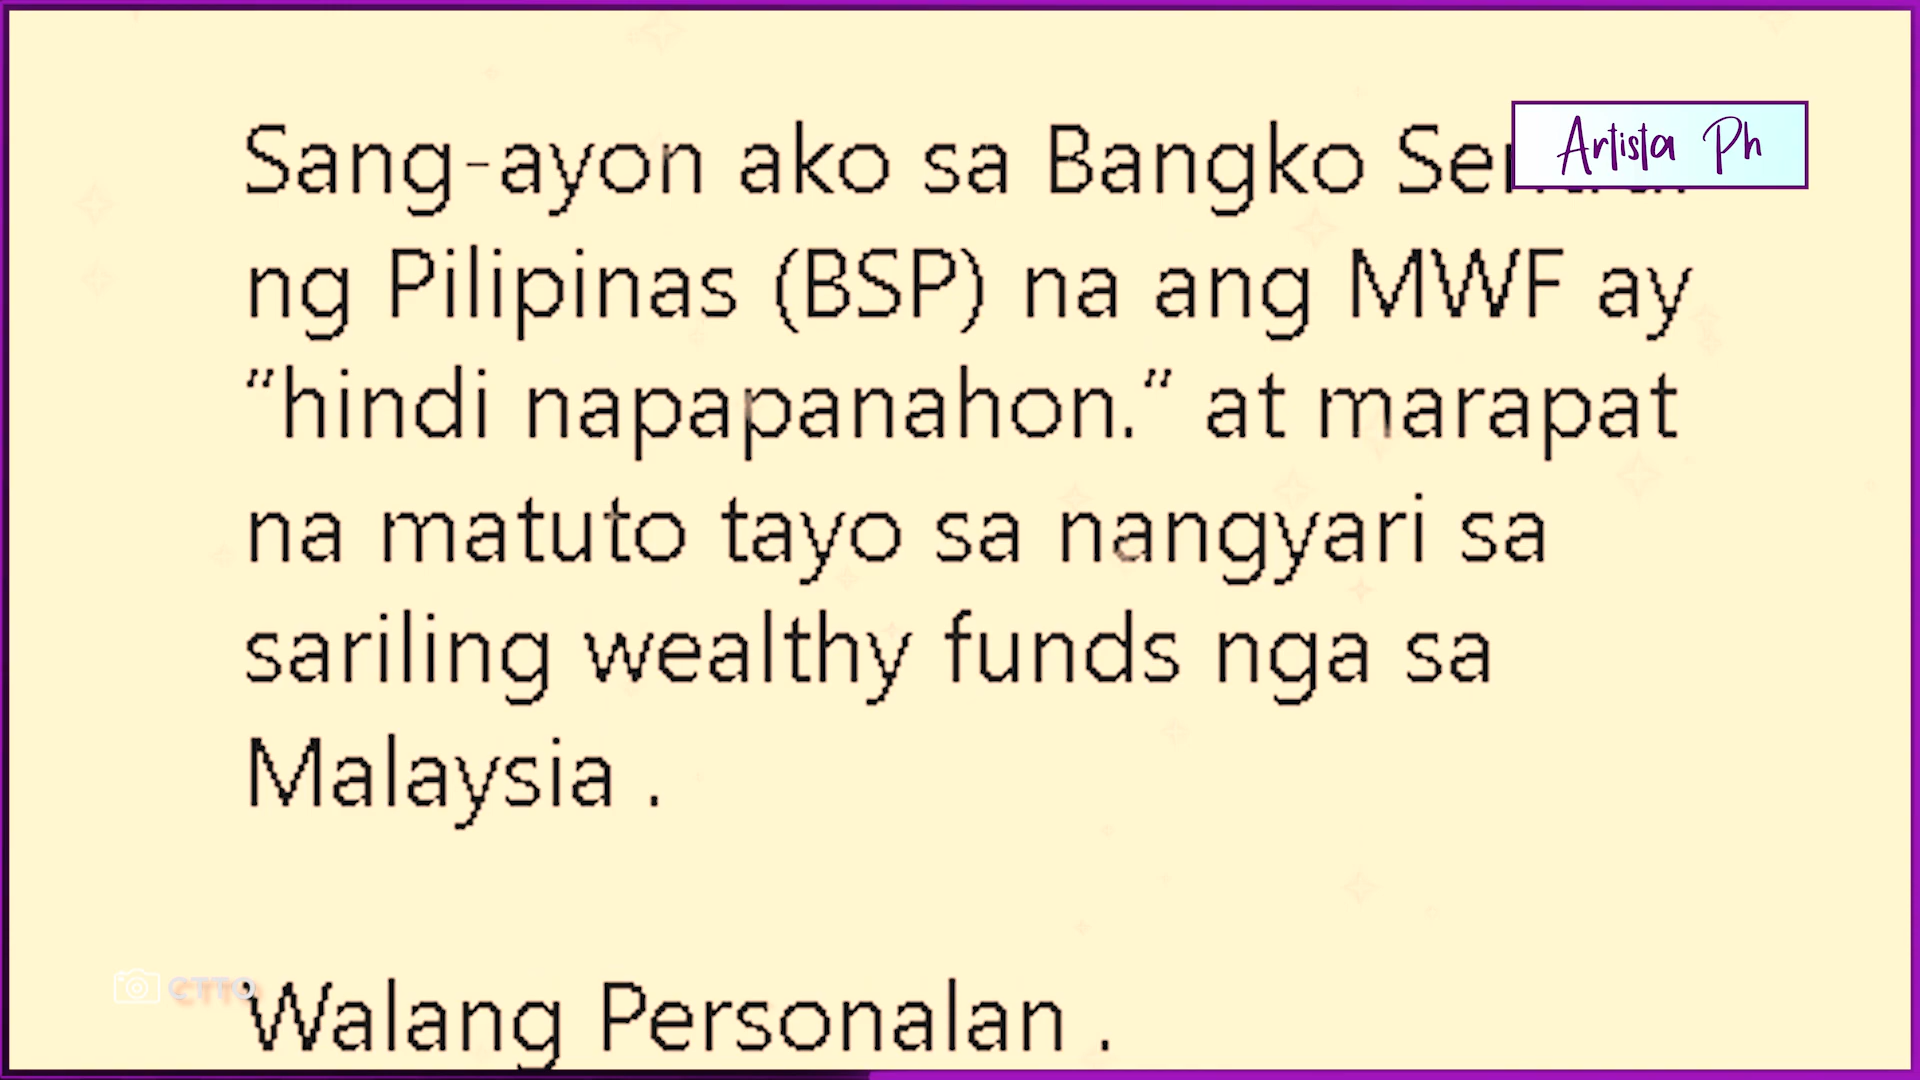 Sang-ayon ako sa Bangko
Artista Ph
ng Pilipinas (BSP) na ang MWF ay
“hindi napapanahon.” at marapat
na matuto tayo sa nangyari sa
sariling wealthy funds nga sa
Malaysia .
CTTO
Walang Personalan .